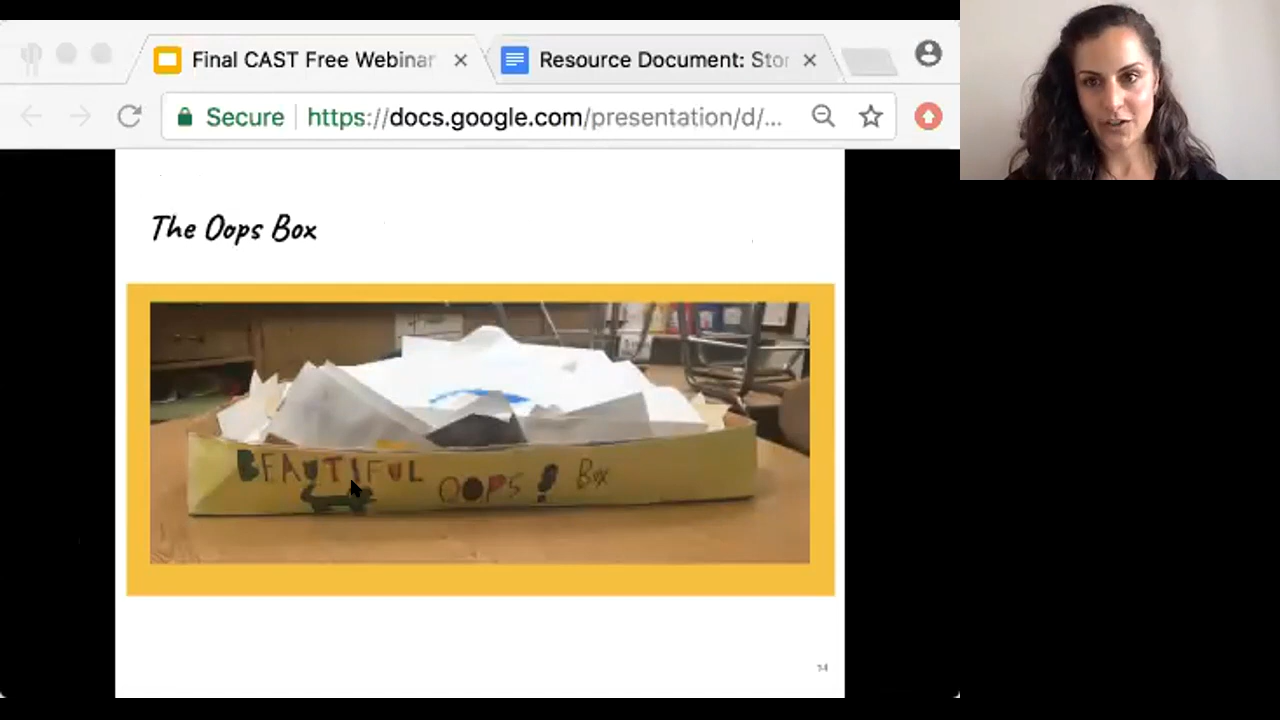 Final CAST Free Webinar
Resource Document: Stor
Secure https://docs.google.com/presentation/d/...
The Oops Box
BEAUTIFUL OOPS! Box
14